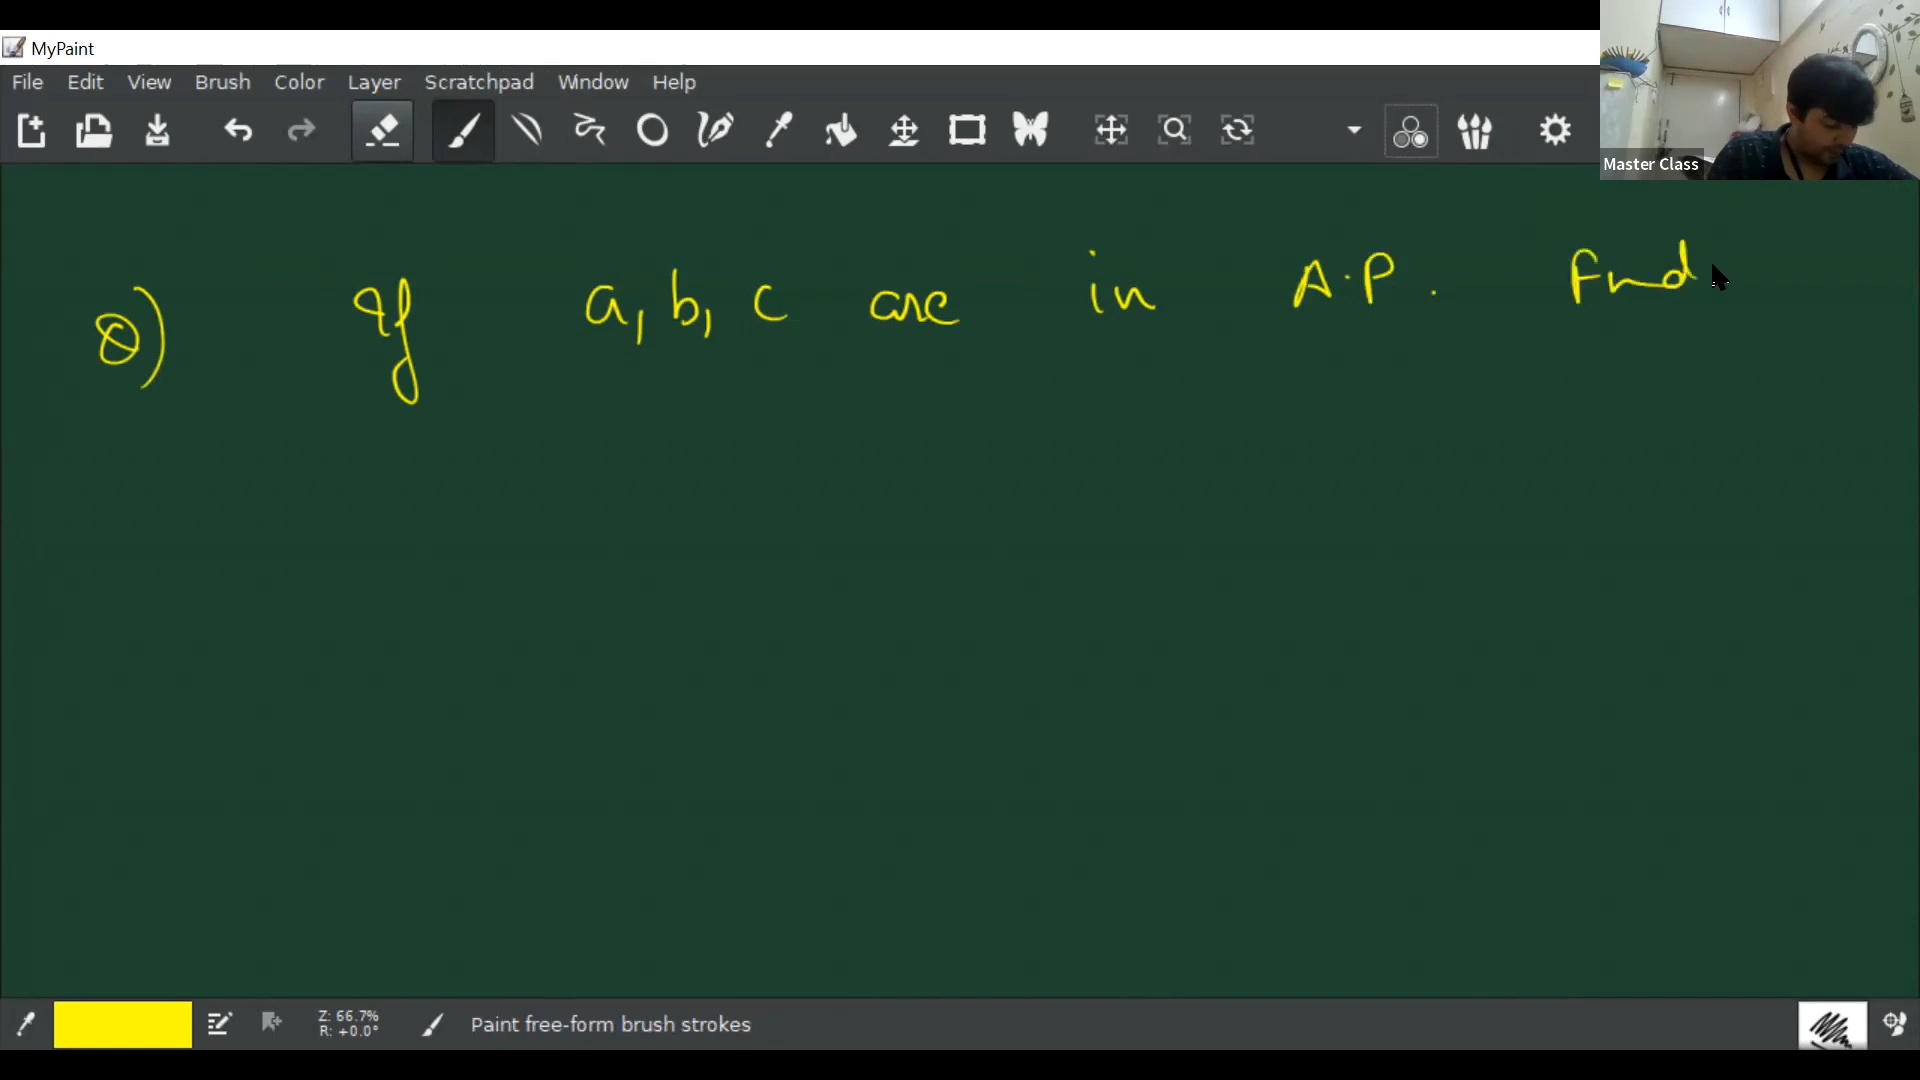 MyPaint
File Edit View Brush Color Layer Scratchpad Window Help
Master Class
Q) If a, b, c are in A.P. Find
Z: 66.7%
R: +0.0°
Paint free-form brush strokes